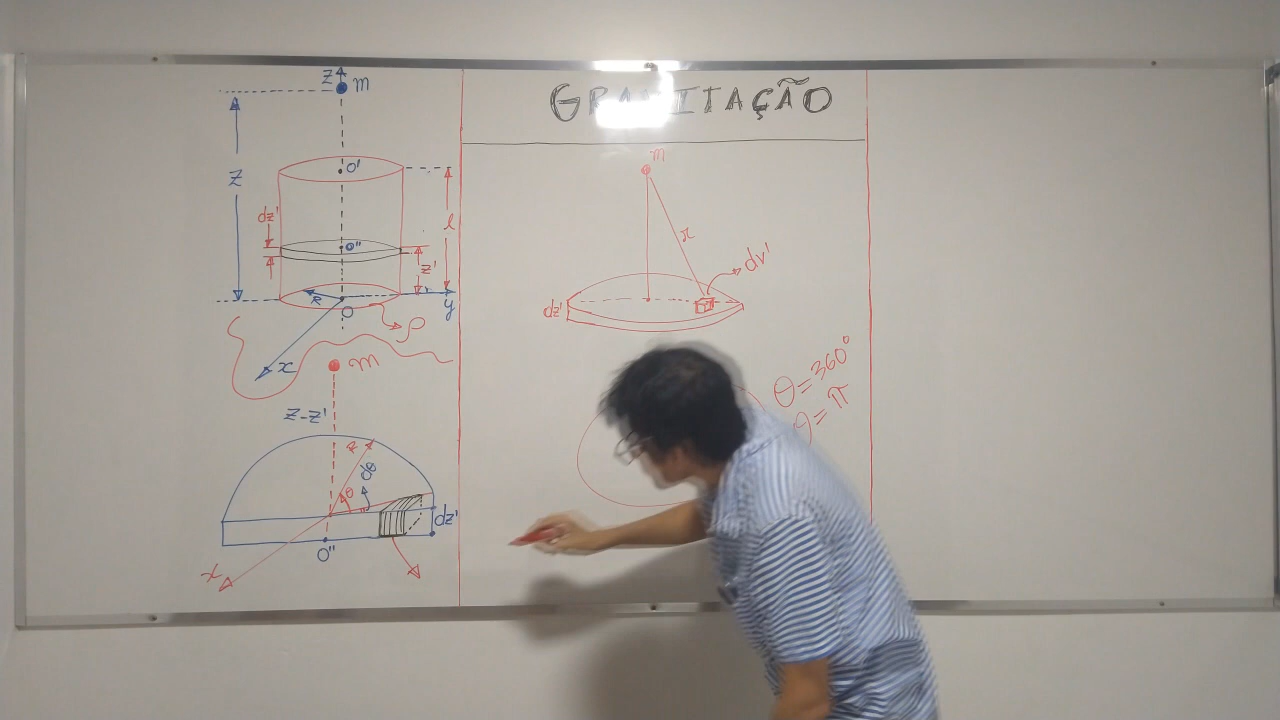 GRAVITAÇÃO
z
m
z
O'
dz'
O''
l
z'
R
y
O
ρ
x
m
z-z'
R
dθ
θ
dz'
O''
x
m
r
dv'
dz'
θ=360°
=π